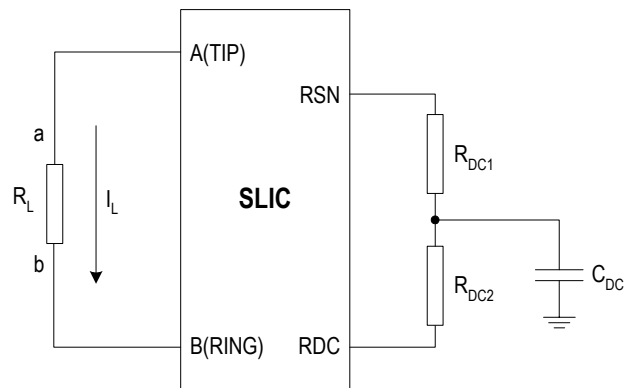 A(TIP)
RSN
a
R_DC1
R_L
I_L
SLIC
b
R_DC2
C_DC
B(RING)
RDC